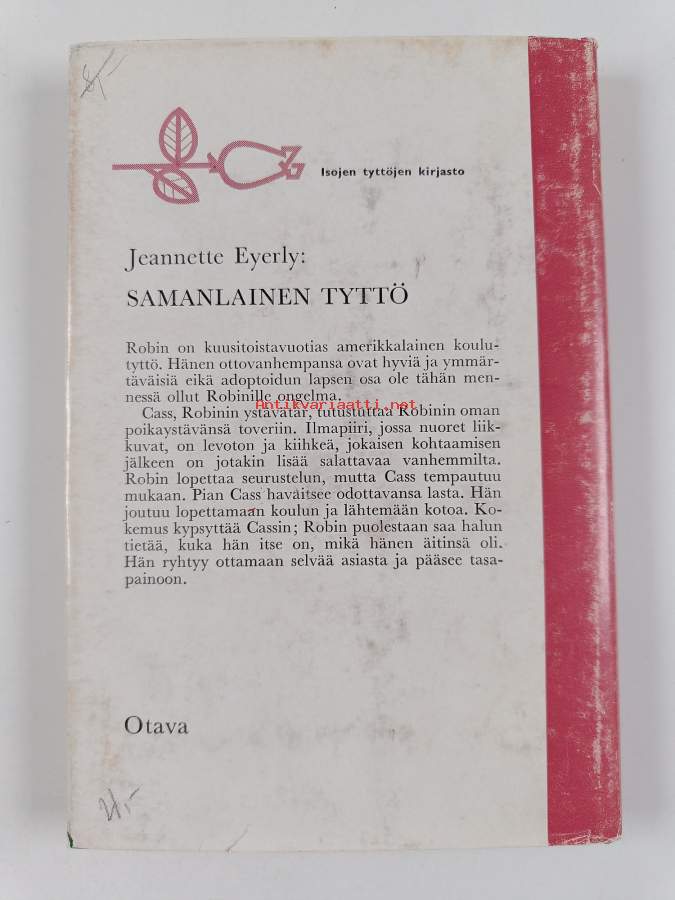 8,-
Isojen tyttöjen kirjasto
Jeannette Eyerly:
SAMANLAINEN TYTTÖ
Robin on kuusitoistavuotias amerikkalainen koulu-
tyttö. Hänen ottovanhempansa ovat hyviä ja ymmär-
täväisiä eikä adoptoidun lapsen osa ole tähän men-
nessä ollut Robinille ongelma.
Antikvariaatti.net
Cass, Robinin ystävätär, tutustuttaa Robinin oman
poikaystävänsä toveriin. Ilmapiiri, jossa nuoret liik-
kuvat, on levoton ja kiihkeä, jokaisen kohtaamisen
jälkeen on jotakin lisää salattavaa vanhemmilta.
Robin lopettaa seurustelun, mutta Cass tempautuu
mukaan. Pian Cass havaitsee odottavansa lasta. Hän
joutuu lopettamaan koulun ja lähtemään kotoa. Ko-
kemus kypsyttää Cassin; Robin puolestaan saa halun
tietää, kuka hän itse on, mikä hänen äitinsä oli.
Hän ryhtyy ottamaan selvää asiasta ja pääsee tasa-
painoon.
Otava